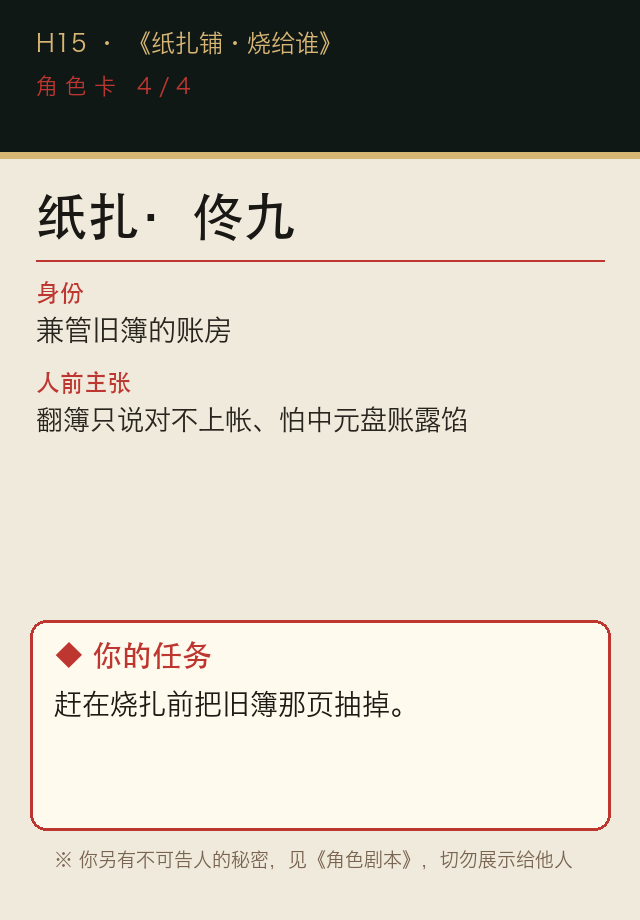 H15 · 《纸扎铺·烧给谁》
角色卡 4/4
纸扎· 佟九
身份
兼管旧簿的账房
人前主张
翻簿只说对不上帐、怕中元盘账露馅
◆ 你的任务
赶在烧扎前把旧簿那页抽掉。
※ 你另有不可告人的秘密，见《角色剧本》，切勿展示给他人